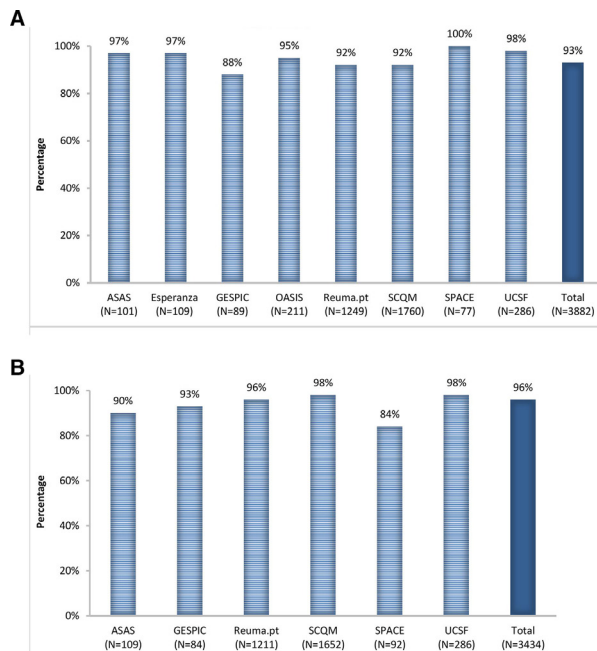 A
97% 97% 88% 95% 92% 92% 100% 98% 93%
100%
80%
60%
40%
20%
0%
Percentage
ASAS Esperanza GESPIC OASIS Reuma.pt SCQM SPACE UCSF Total
(N=101) (N=109) (N=89) (N=211) (N=1249) (N=1760) (N=77) (N=286) (N=3882)
B
90% 93% 96% 98% 84% 98% 96%
100%
80%
60%
40%
20%
0%
Percentage
ASAS GESPIC Reuma.pt SCQM SPACE UCSF Total
(N=109) (N=84) (N=1211) (N=1652) (N=92) (N=286) (N=3434)